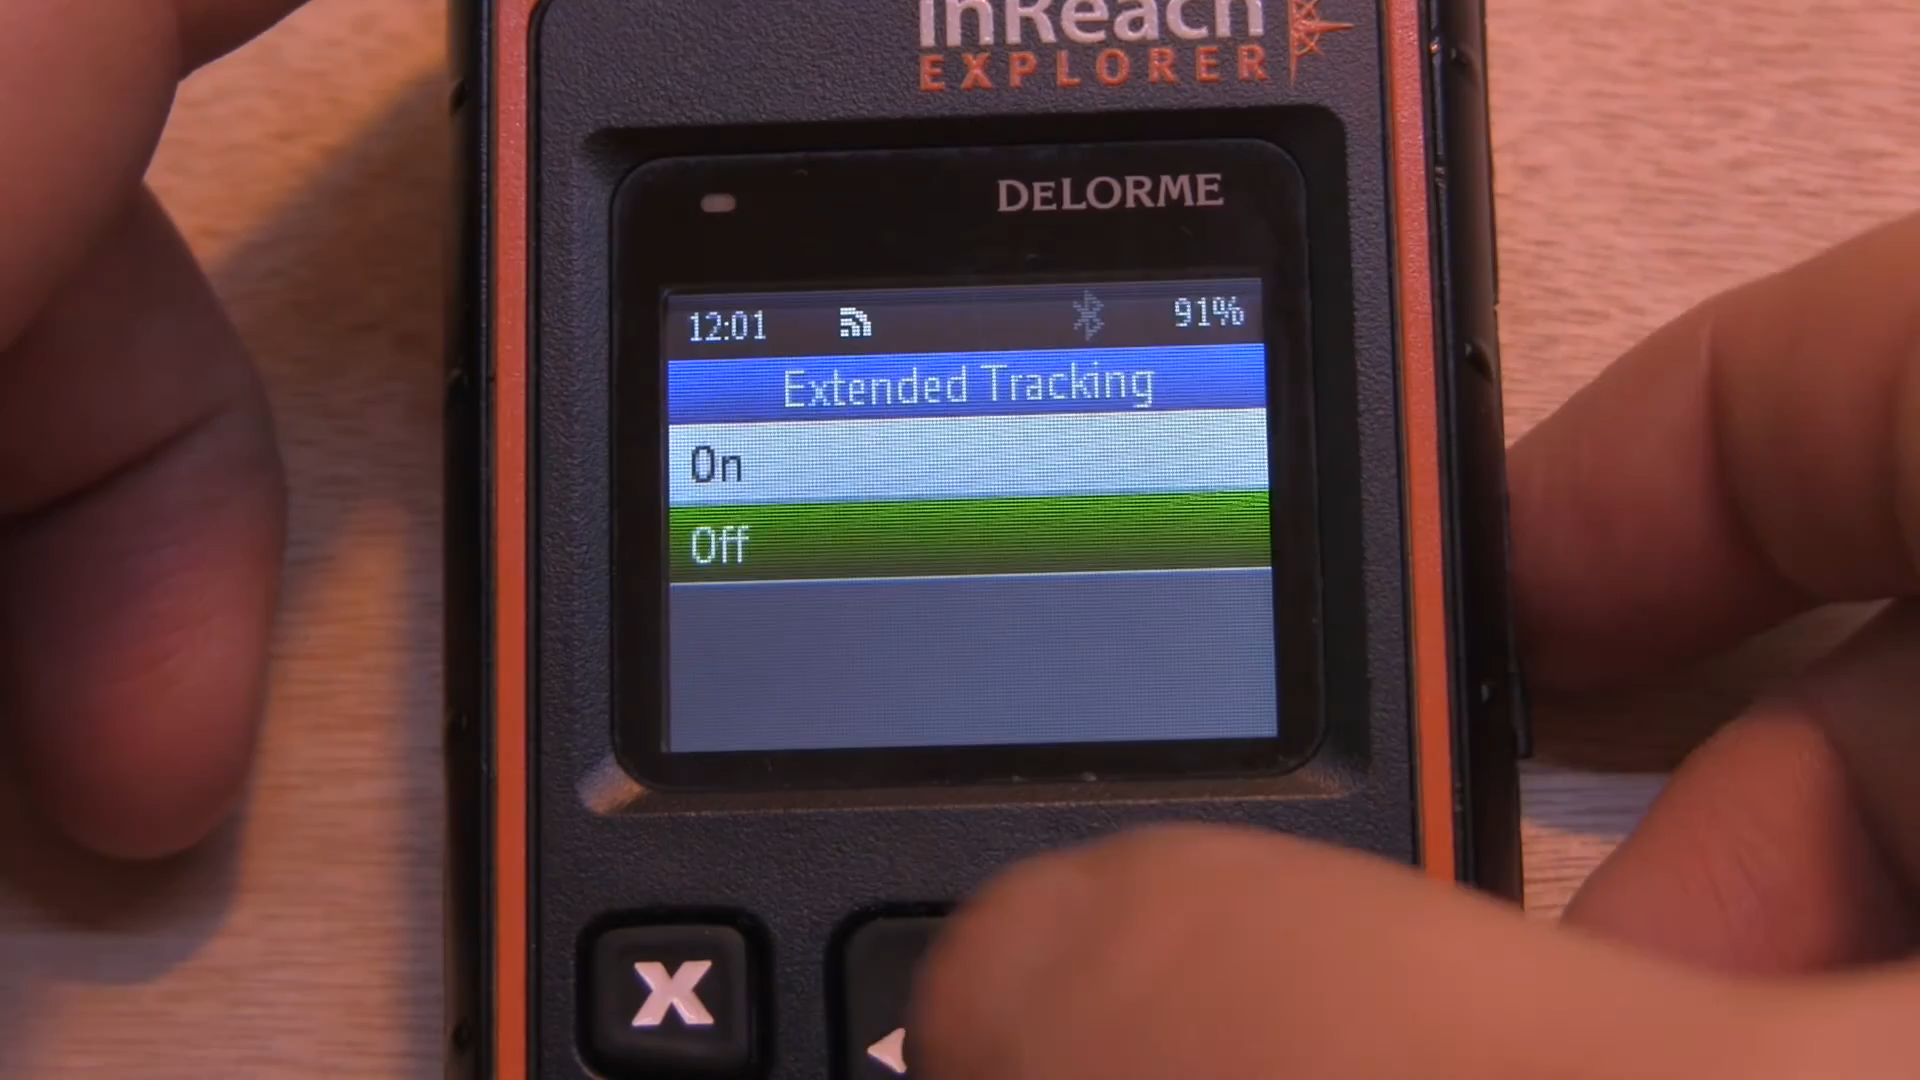 inReach
EXPLORER
DELORME
12:01 91%
Extended Tracking
On
Off
X